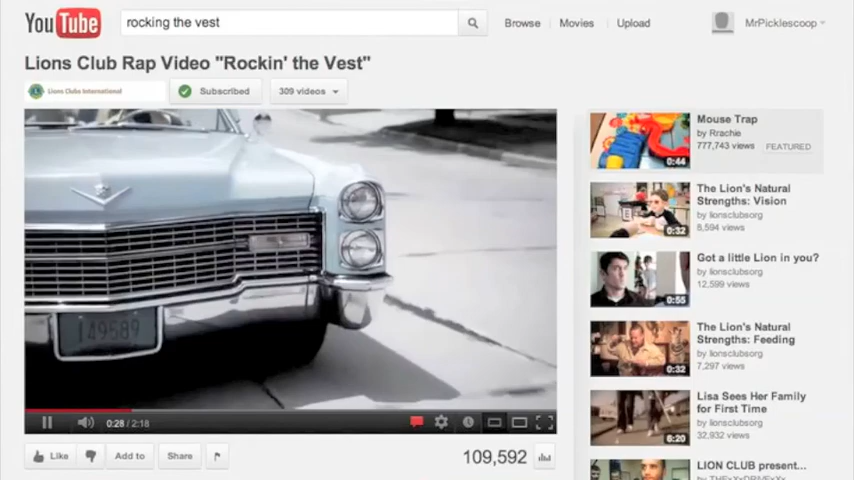 YouTube
rocking the vest
Browse
Movies
Upload
MrPicklescoop
Lions Club Rap Video "Rockin' the Vest"
Lions Clubs International
Subscribed
309 videos
149589
0:28 / 2:18
Like
Add to
Share
109,592
Mouse Trap
by Rrachie
777,743 views
FEATURED
0:44
The Lion's Natural
Strengths: Vision
by lionsclubsorg
8,594 views
0:32
Got a little Lion in you?
by lionsclubsorg
12,599 views
0:55
The Lion's Natural
Strengths: Feeding
by lionsclubsorg
7,297 views
0:32
Lisa Sees Her Family
for First Time
by lionsclubsorg
32,932 views
6:20
LION CLUB present...